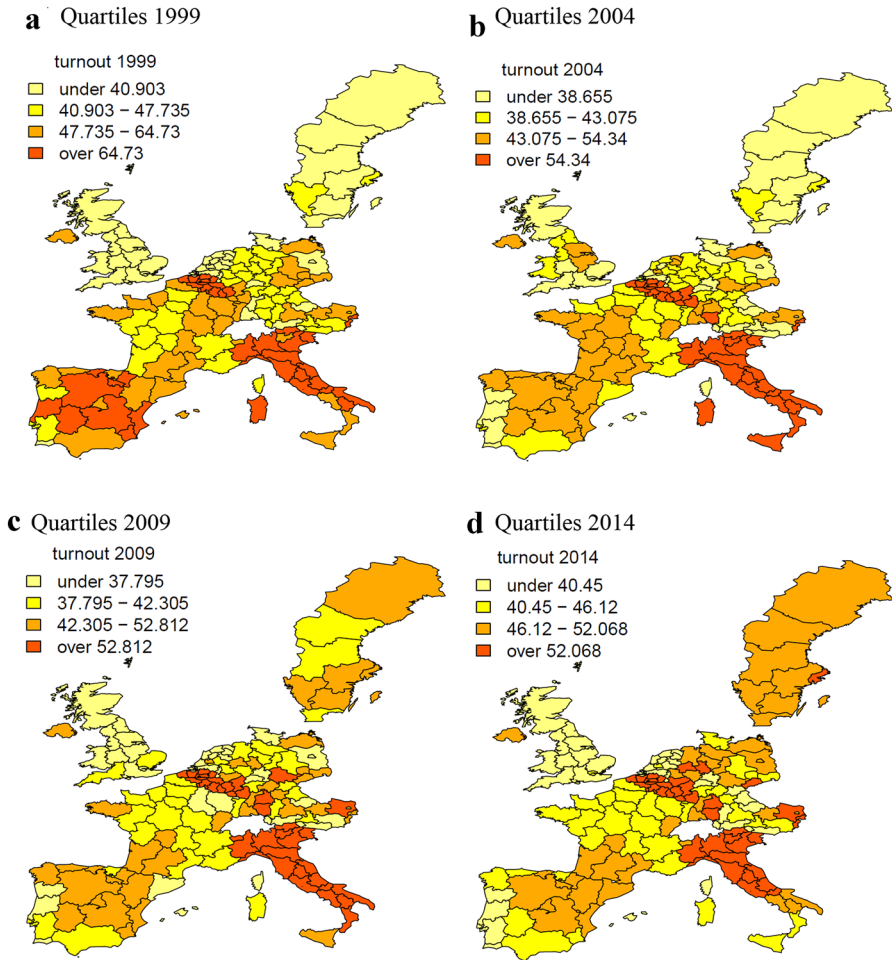 a Quartiles 1999
turnout 1999
under 40.903
40.903 – 47.735
47.735 – 64.73
over 64.73
b Quartiles 2004
turnout 2004
under 38.655
38.655 – 43.075
43.075 – 54.34
over 54.34
c Quartiles 2009
turnout 2009
under 37.795
37.795 – 42.305
42.305 – 52.812
over 52.812
d Quartiles 2014
turnout 2014
under 40.45
40.45 – 46.12
46.12 – 52.068
over 52.068